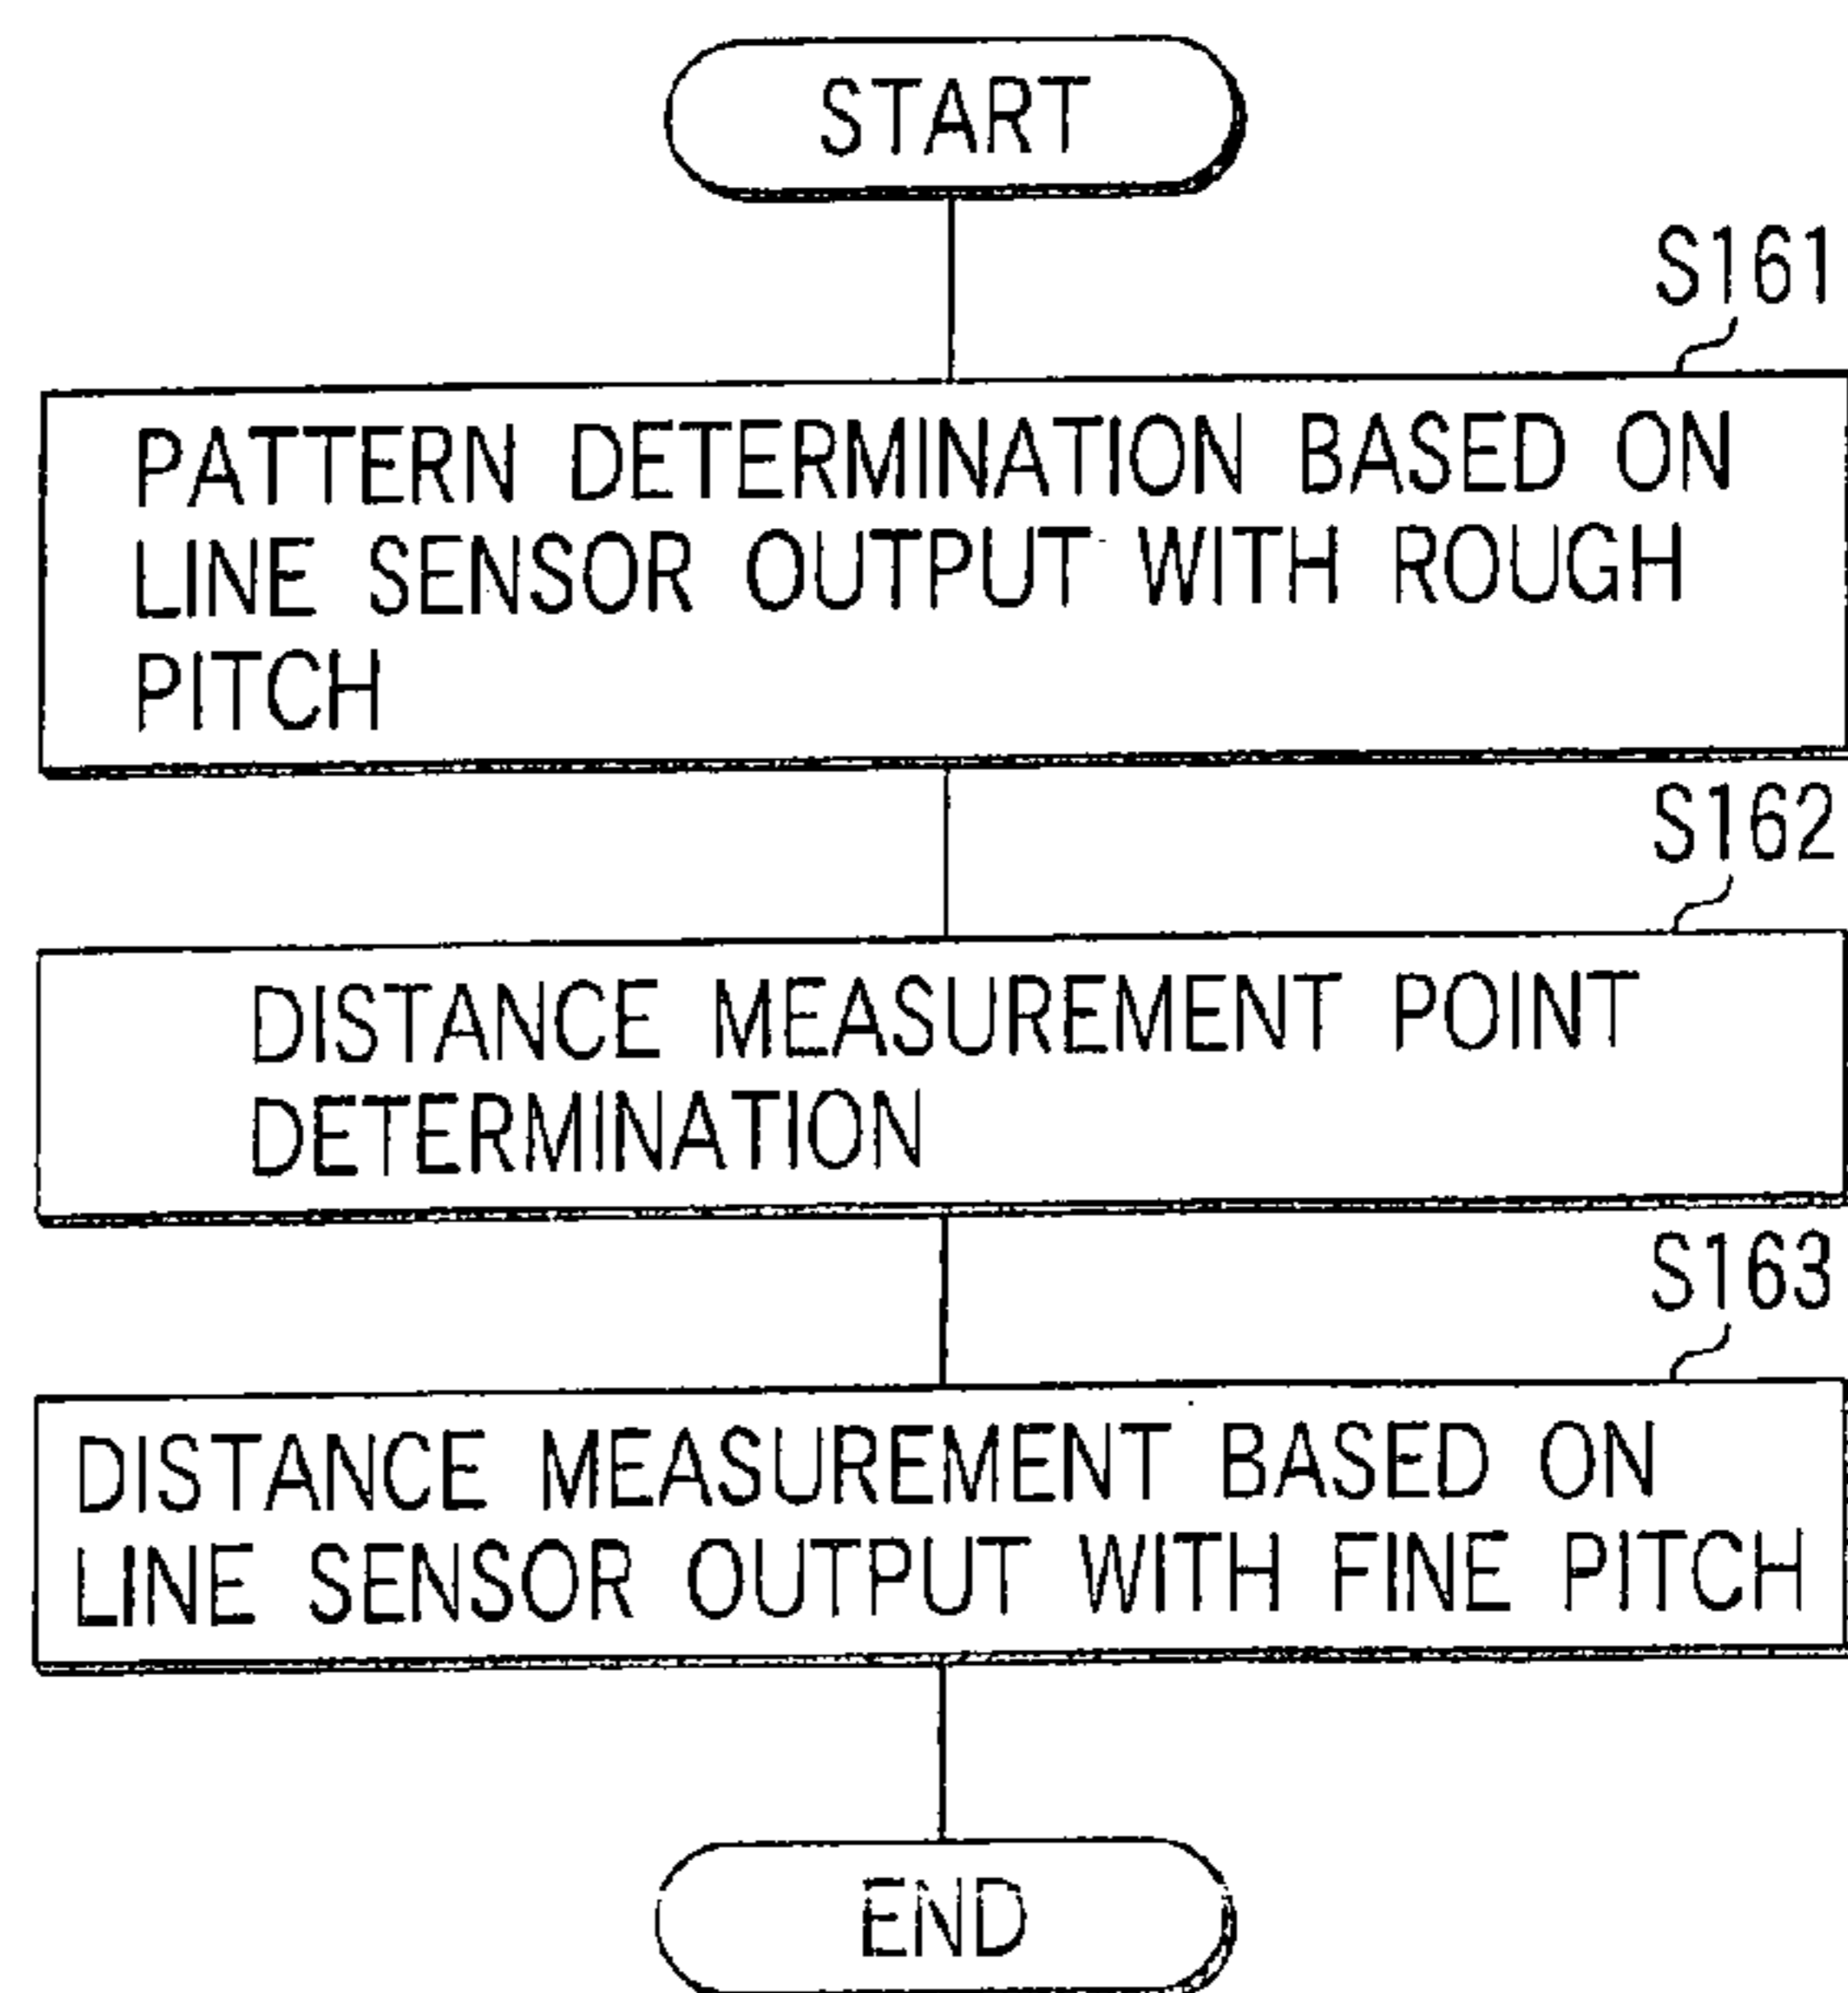 START
S161
PATTERN DETERMINATION BASED ON
LINE SENSOR OUTPUT WITH ROUGH
PITCH
S162
DISTANCE MEASUREMENT POINT
DETERMINATION
S163
DISTANCE MEASUREMENT BASED ON
LINE SENSOR OUTPUT WITH FINE PITCH
END